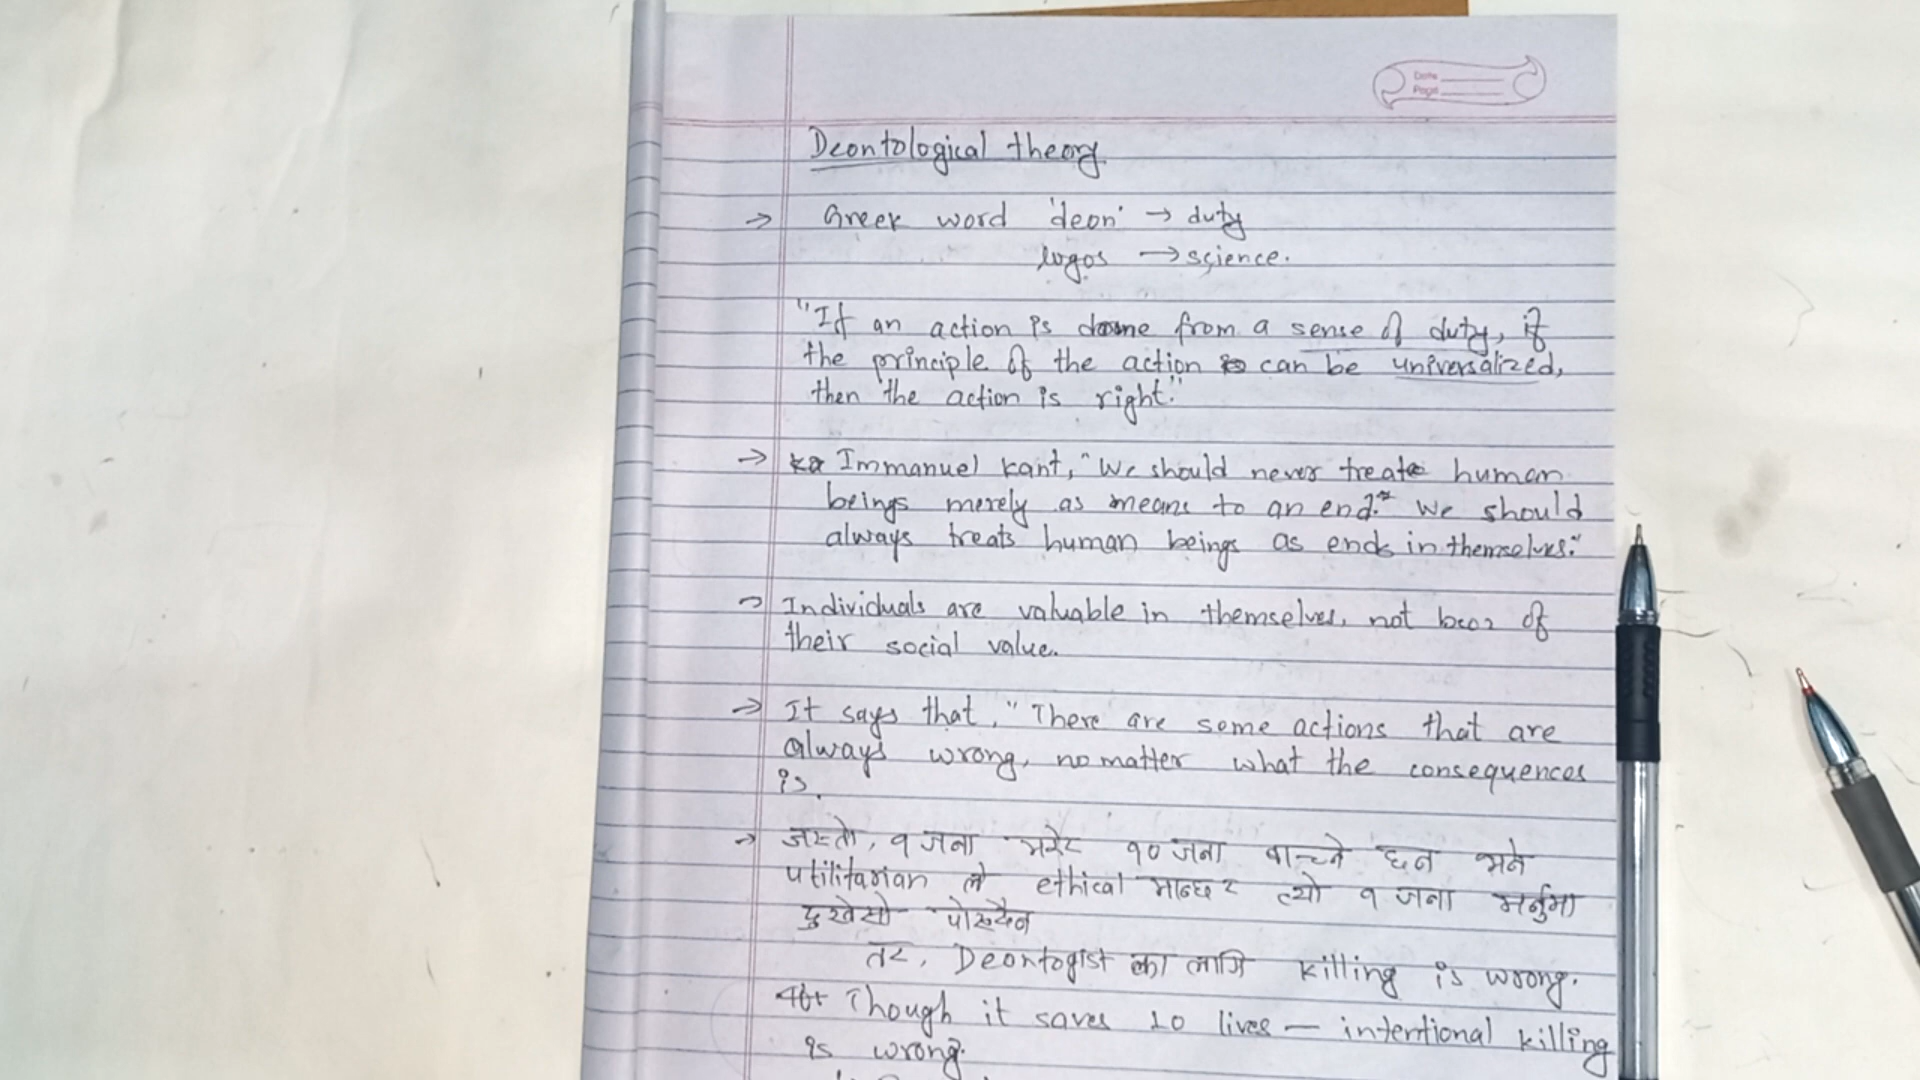 Date
Page
Deontological theory
→ Greek word 'deon' → duty
logos → science.
"If an action is done from a sense of duty, if
the principle of the action can be universalized,
then the action is right."
→ Immanuel Kant, "We should never treat human
beings merely as means to an end. We should
always treats human beings as ends in themselves."
→ Individuals are valuable in themselves, not bcoz of
their social value.
→ It says that, "There are some actions that are
always wrong, no matter what the consequences
is.
→ जस्तो, १ जना मरेर १० जना बाच्ने छन भने
utilitarian ले ethical मान्छ र त्यो १ जना मर्नुमा
तर, Deontogist का लागि killing is wrong.
Though it saves 10 lives — intentional killing
is wrong.